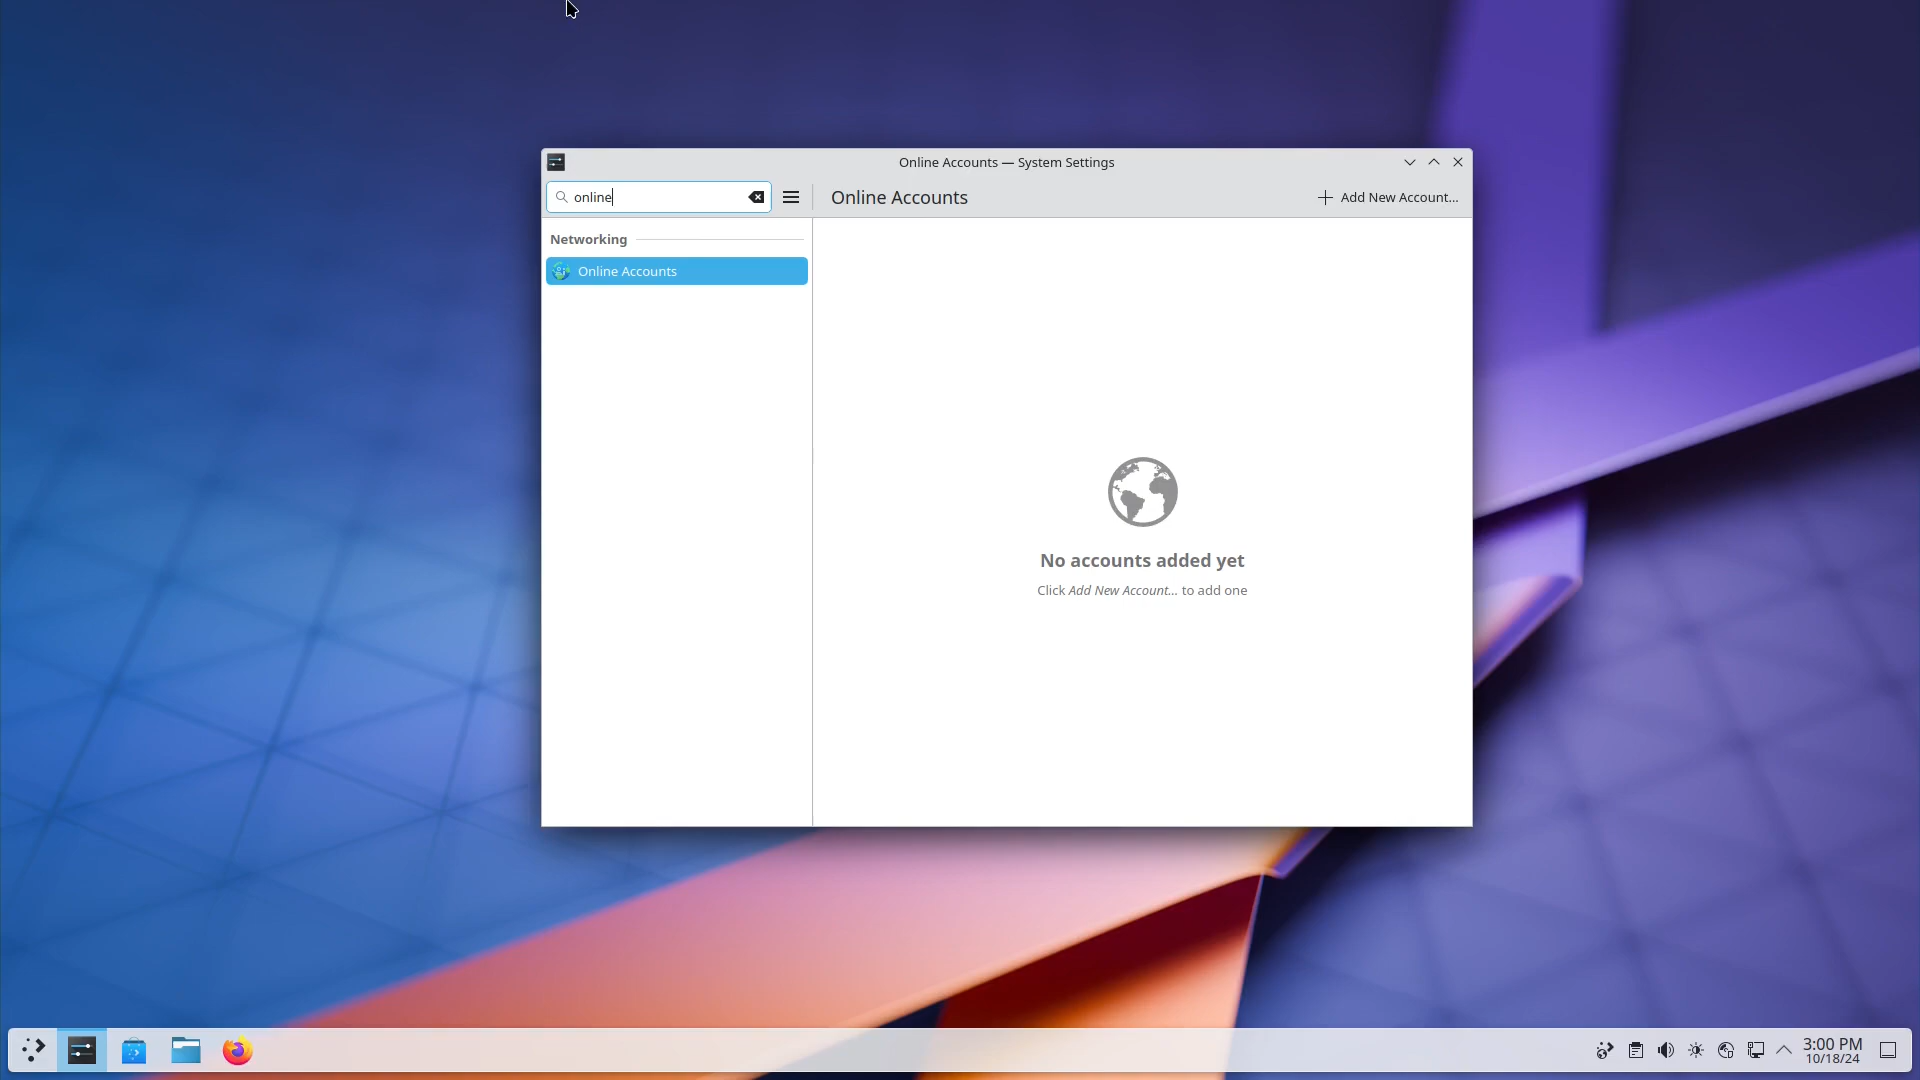 Online Accounts — System Settings
online
Online Accounts
Add New Account...
Networking
Online Accounts
No accounts added yet
Click Add New Account... to add one
3:00 PM
10/18/24